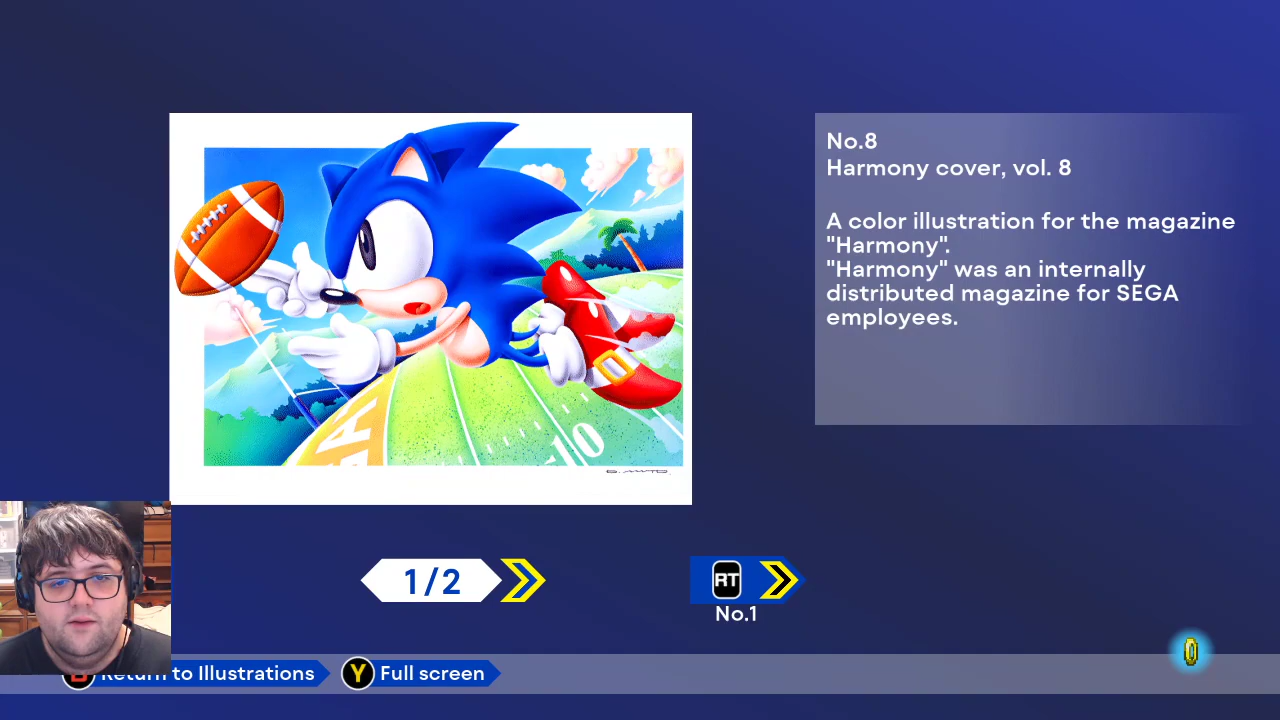 No.8
Harmony cover, vol. 8
A color illustration for the magazine
"Harmony".
"Harmony" was an internally
distributed magazine for SEGA
employees.
10
1/2
RT
No.1
Return to Illustrations
Y
Full screen